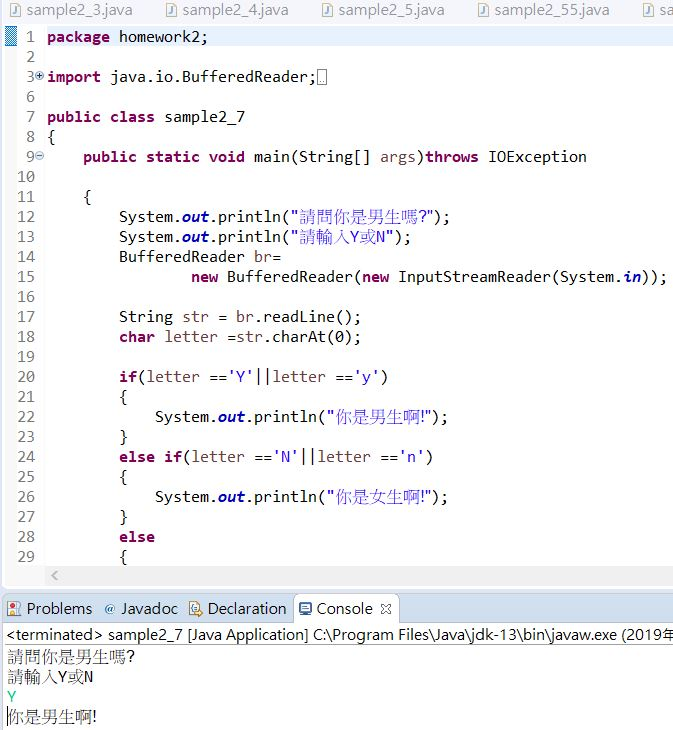 sample2_3.java sample2_4.java sample2_5.java sample2_55.java sa
1 package homework2;
2
3 import java.io.BufferedReader;
6
7 public class sample2_7
8 {
9 public static void main(String[] args)throws IOException
10
11 {
12 System.out.println("請問你是男生嗎?");
13 System.out.println("請輸入Y或N");
14 BufferedReader br=
15 new BufferedReader(new InputStreamReader(System.in));
16
17 String str = br.readLine();
18 char letter =str.charAt(0);
19
20 if(letter =='Y'||letter =='y')
21 {
22 System.out.println("你是男生啊!");
23 }
24 else if(letter =='N'||letter =='n')
25 {
26 System.out.println("你是女生啊!");
27 }
28 else
29 {
Problems @ Javadoc Declaration Console
<terminated> sample2_7 [Java Application] C:\Program Files\Java\jdk-13\bin\javaw.exe (2019年
請問你是男生嗎?
請輸入Y或N
Y
你是男生啊!